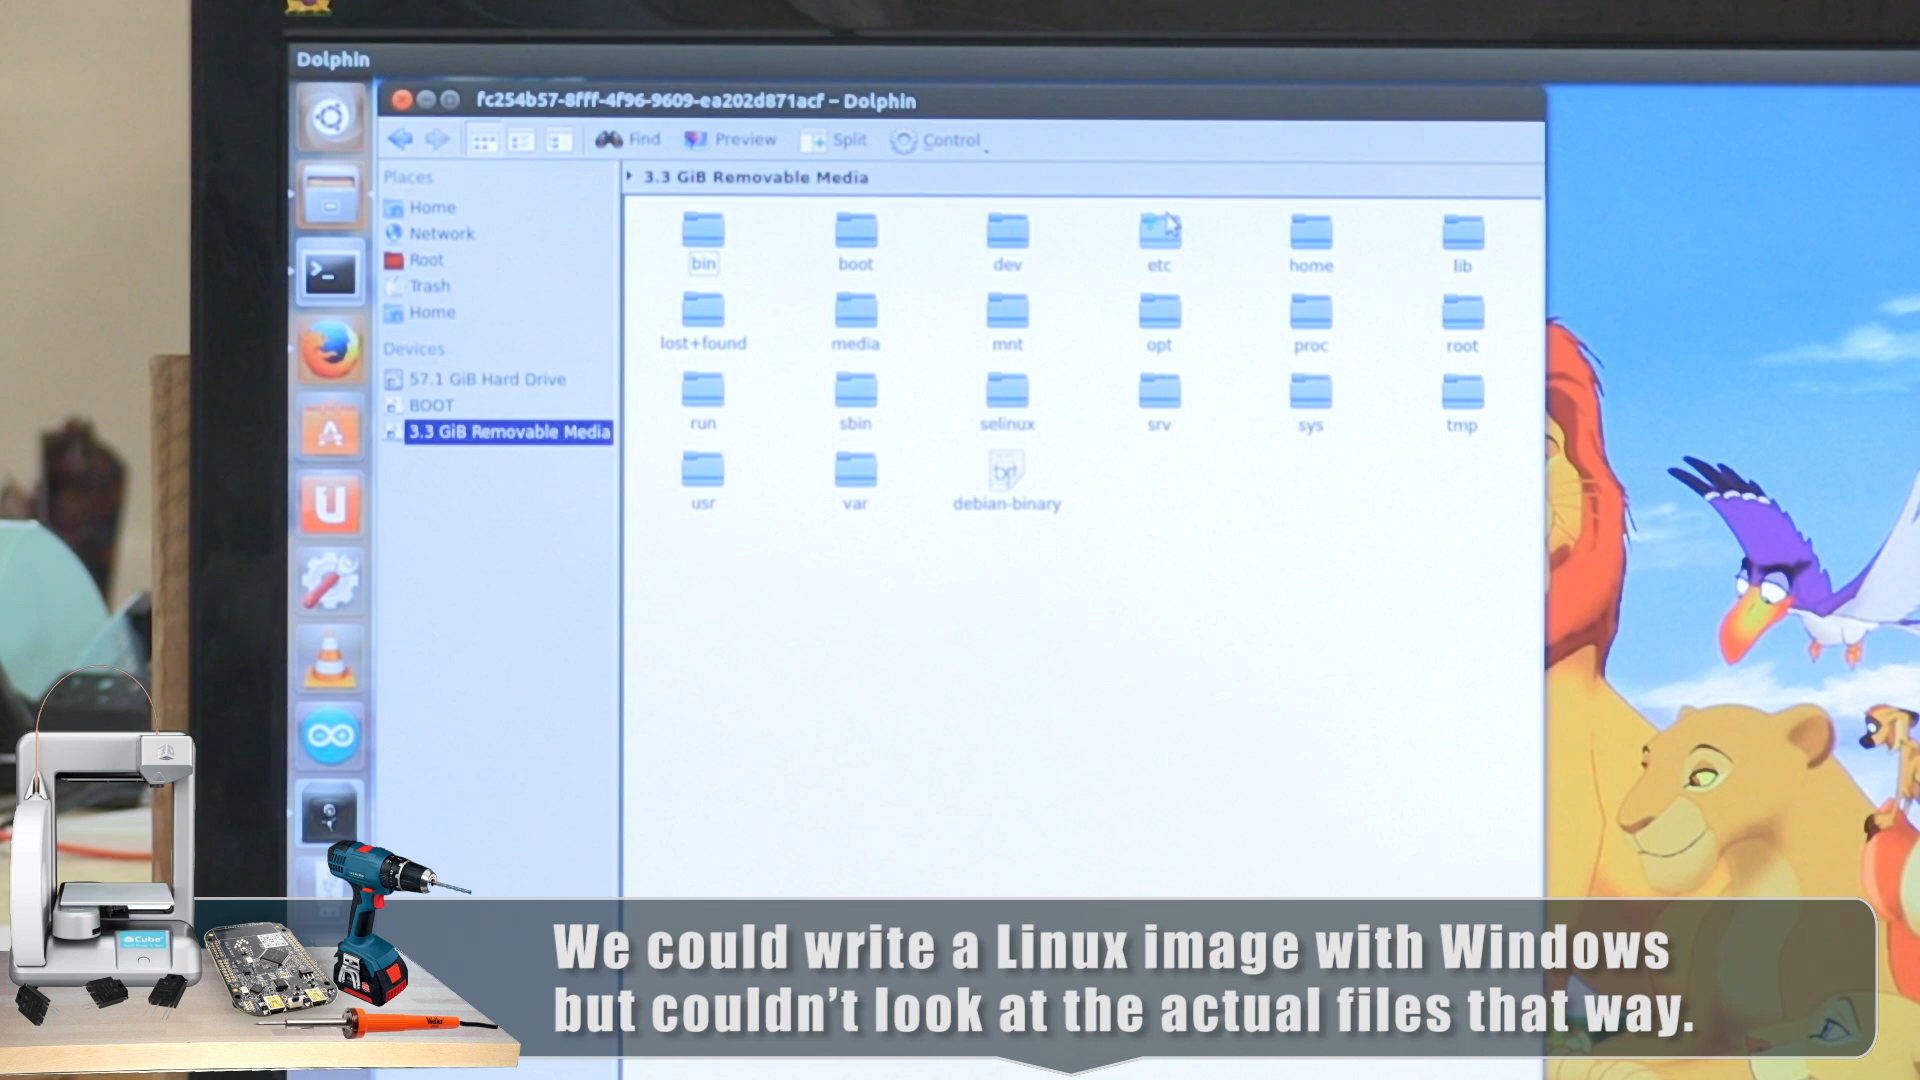 Dolphin
fc254b57-8fff-4f96-9609-ea202d871acf – Dolphin
Find Preview Split Control
Places
Home
Network
Root
Trash
Home
Devices
57.1 GiB Hard Drive
BOOT
3.3 GiB Removable Media
3.3 GiB Removable Media
bin boot dev etc home lib
lost+found media mnt opt proc root
run sbin selinux srv sys tmp
usr var debian-binary
txt
Cube
Weller
We could write a Linux image with Windows
but couldn't look at the actual files that way.